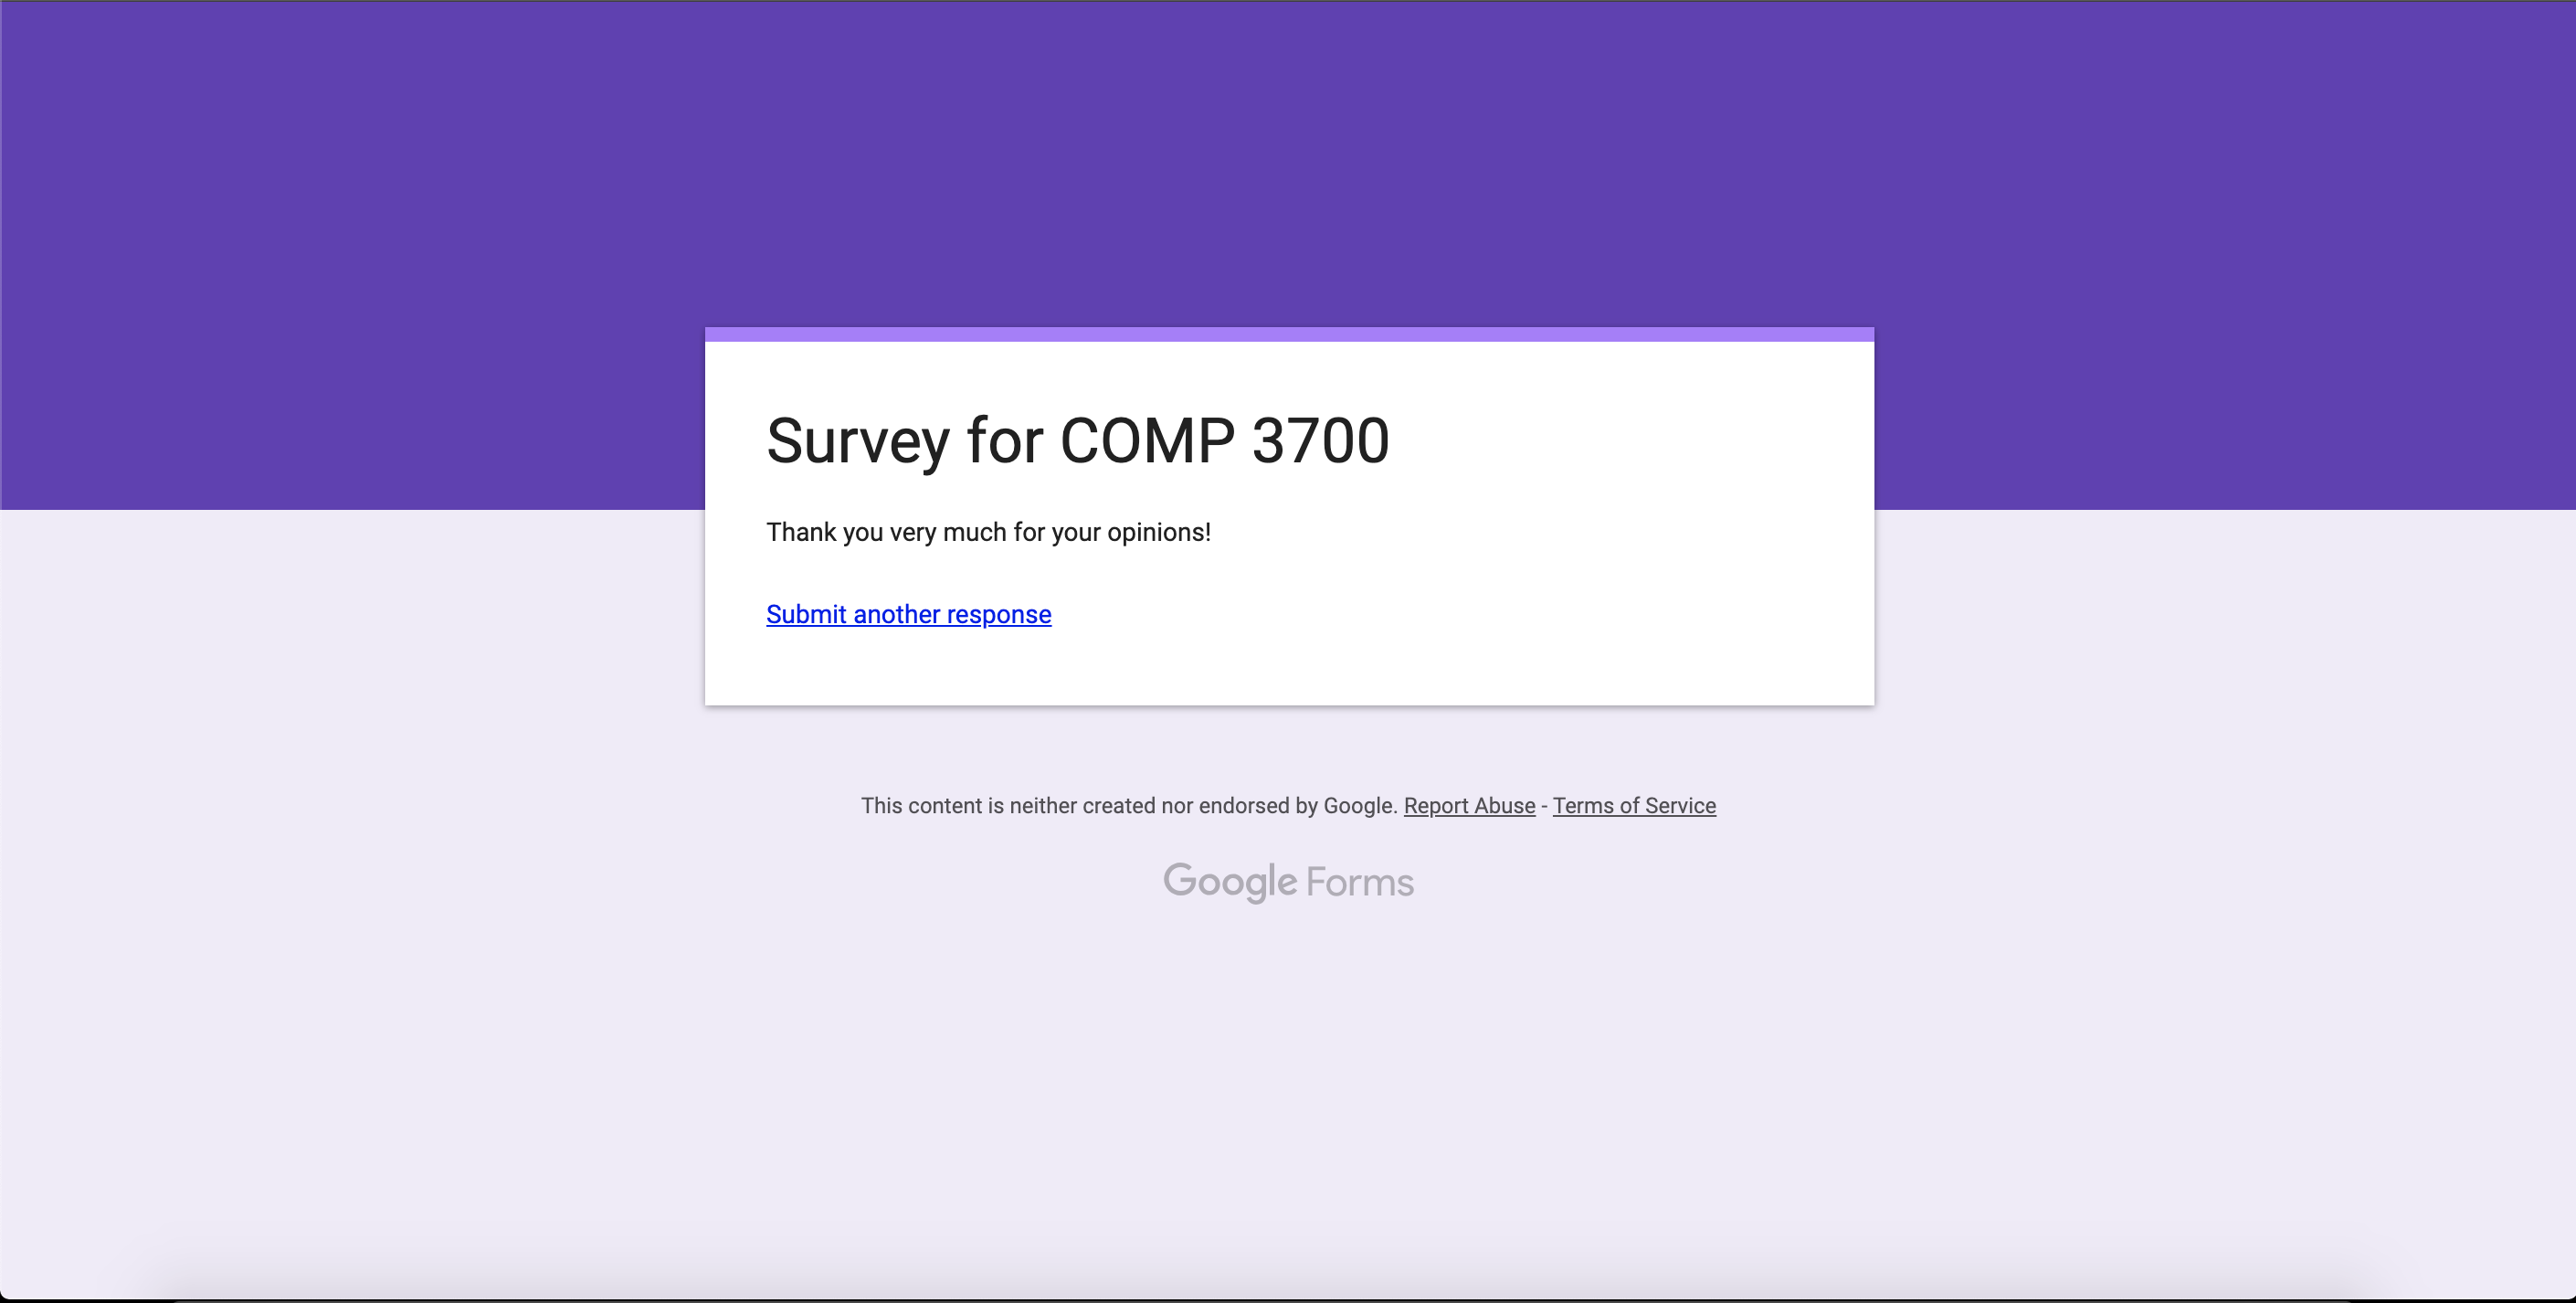 Survey for COMP 3700
Thank you very much for your opinions!
Submit another response
This content is neither created nor endorsed by Google. Report Abuse - Terms of Service
Google Forms